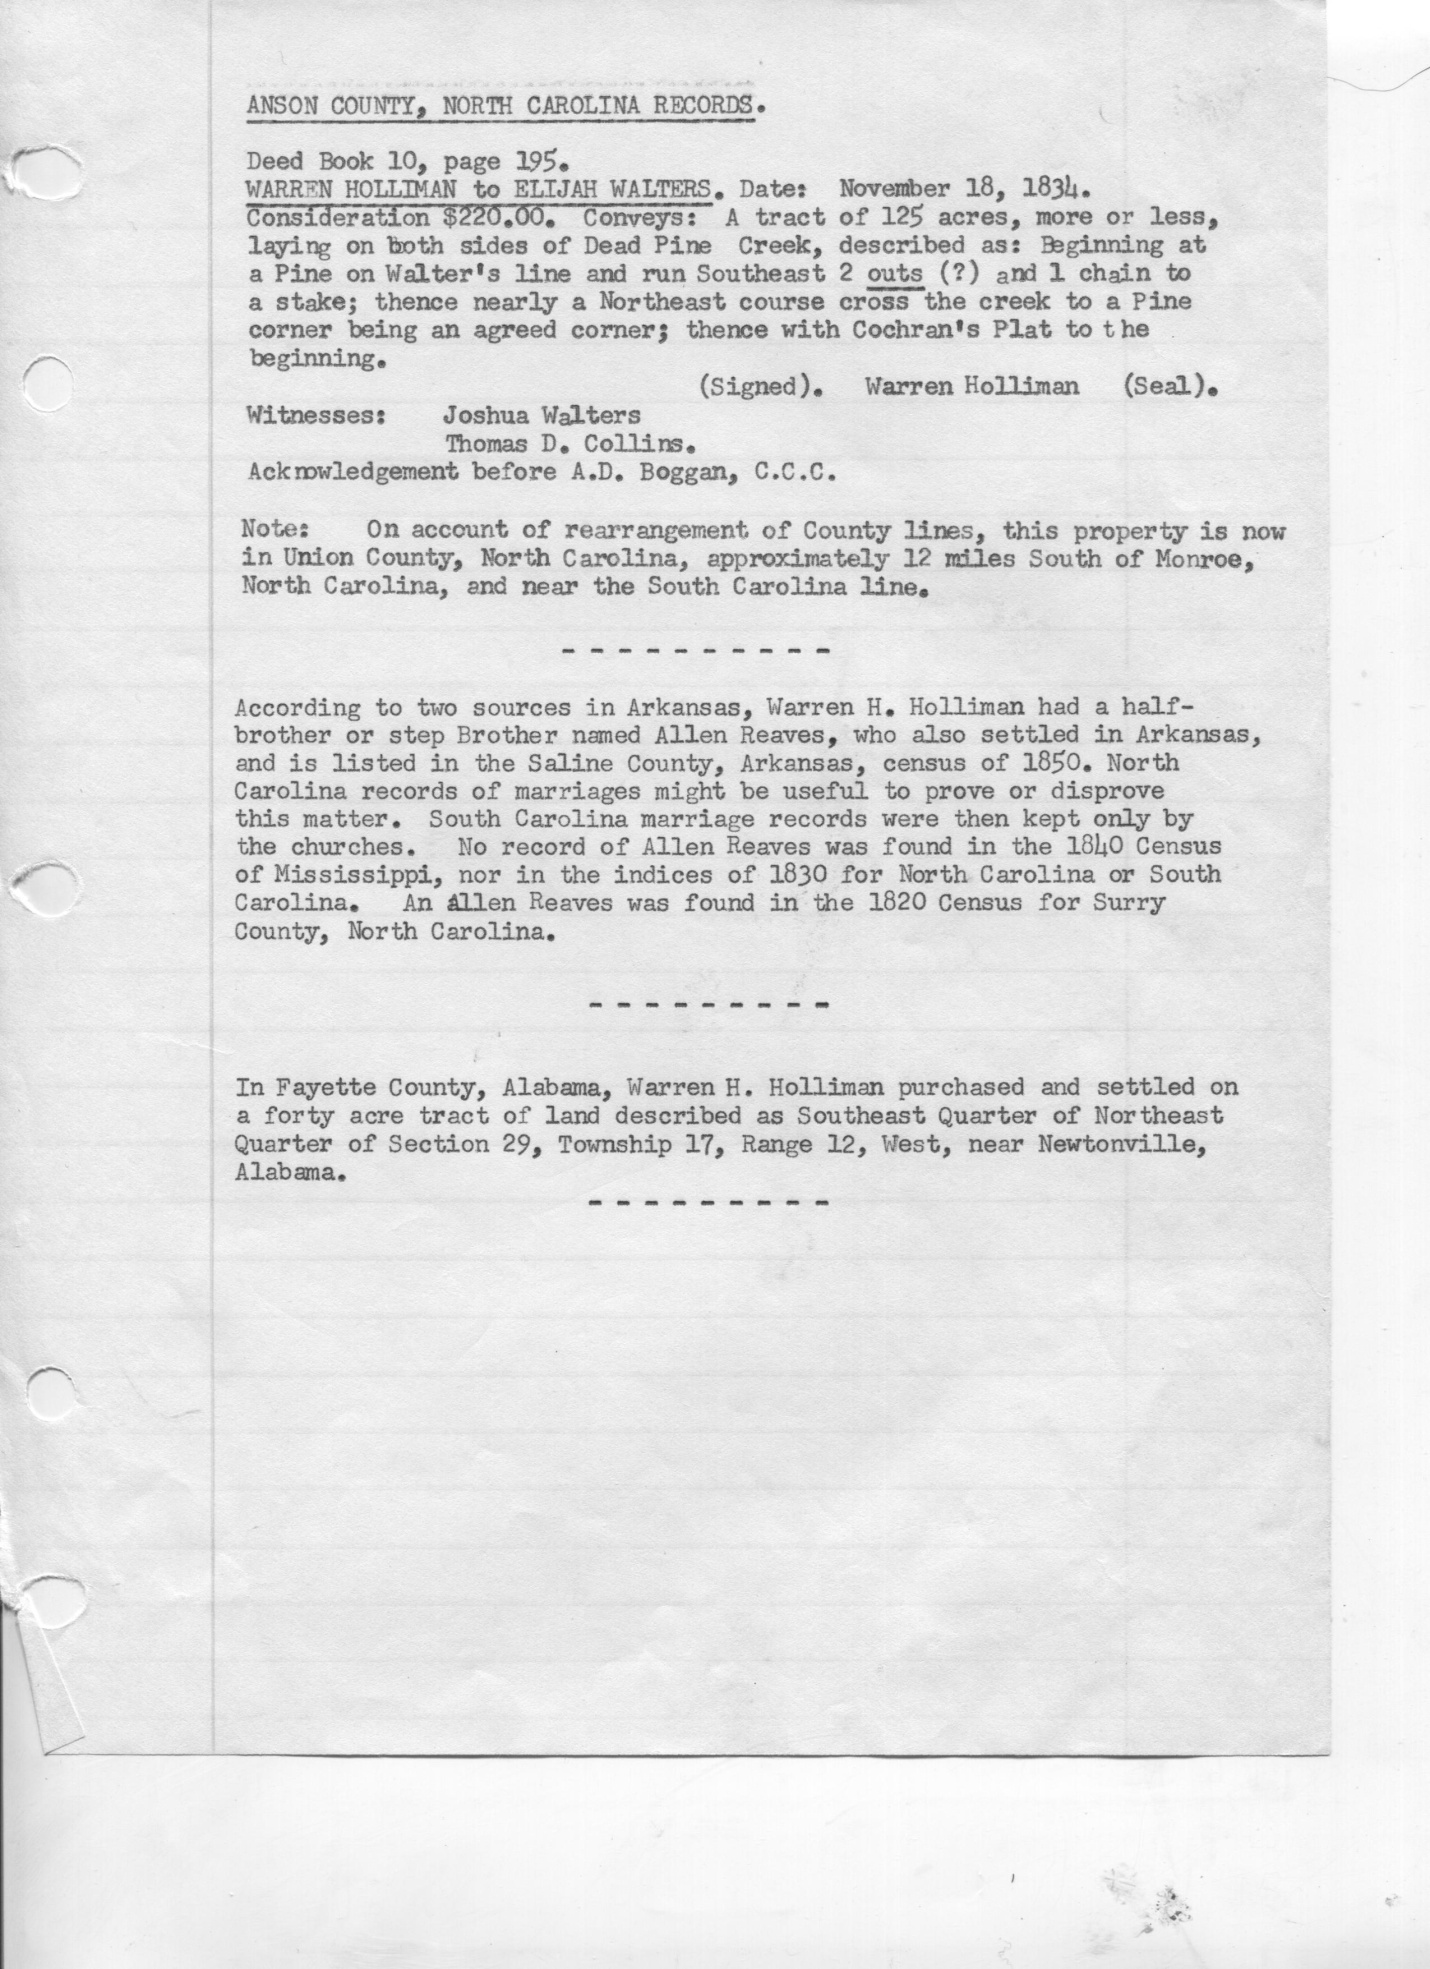 ANSON COUNTY, NORTH CAROLINA RECORDS.
Deed Book 10, page 195.
WARREN HOLLIMAN to ELIJAH WALTERS. Date: November 18, 1834.
Consideration $220.00. Conveys: A tract of 125 acres, more or less,
laying on both sides of Dead Pine Creek, described as: Beginning at
a Pine on Walter's line and run Southeast 2 outs (?) and 1 chain to
a stake; thence nearly a Northeast course cross the creek to a Pine
corner being an agreed corner; thence with Cochran's Plat to the
beginning.
(Signed). Warren Holliman (Seal).
Witnesses: Joshua Walters
Thomas D. Collins.
Acknowledgement before A.D. Boggan, C.C.C.
Note: On account of rearrangement of County lines, this property is now
in Union County, North Carolina, approximately 12 miles South of Monroe,
North Carolina, and near the South Carolina line.
- - - - - - - - - -
According to two sources in Arkansas, Warren H. Holliman had a half-
brother or step Brother named Allen Reaves, who also settled in Arkansas,
and is listed in the Saline County, Arkansas, census of 1850. North
Carolina records of marriages might be useful to prove or disprove
this matter. South Carolina marriage records were then kept only by
the churches. No record of Allen Reaves was found in the 1840 Census
of Mississippi, nor in the indices of 1830 for North Carolina or South
Carolina. An Allen Reaves was found in the 1820 Census for Surry
County, North Carolina.
- - - - - - - - -
In Fayette County, Alabama, Warren H. Holliman purchased and settled on
a forty acre tract of land described as Southeast Quarter of Northeast
Quarter of Section 29, Township 17, Range 12, West, near Newtonville,
Alabama.
- - - - - - - - -